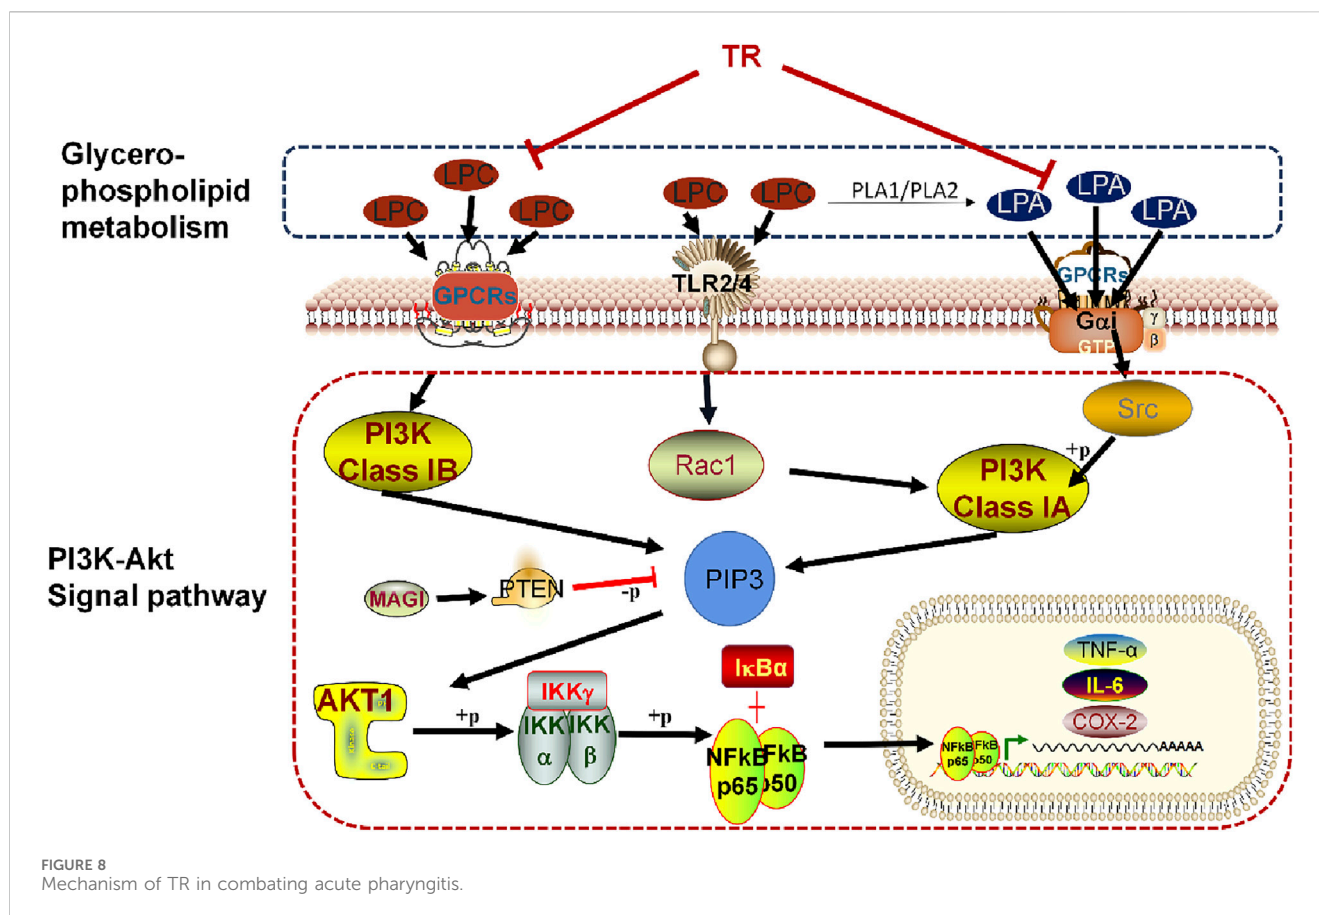 TR
Glycero-
phospholipid
metabolism
LPC
LPC
LPC
LPC
LPC
PLA1/PLA2
LPA
LPA
LPA
GPCRs
TLR2/4
GPCRs
Gαi
GTP
γ
β
Src
+p
PI3K
Class IB
Rac1
PI3K
Class IA
PI3K-Akt
Signal pathway
PIP3
MAGI
PTEN
-p
AKT1
+p
IKKγ
IKK
α
IKK
β
+p
IκBα
NFkB
p65
FkB
p50
TNF-α
IL-6
COX-2
NFkB
p65
FkB
p50
AAAAA
FIGURE 8
Mechanism of TR in combating acute pharyngitis.